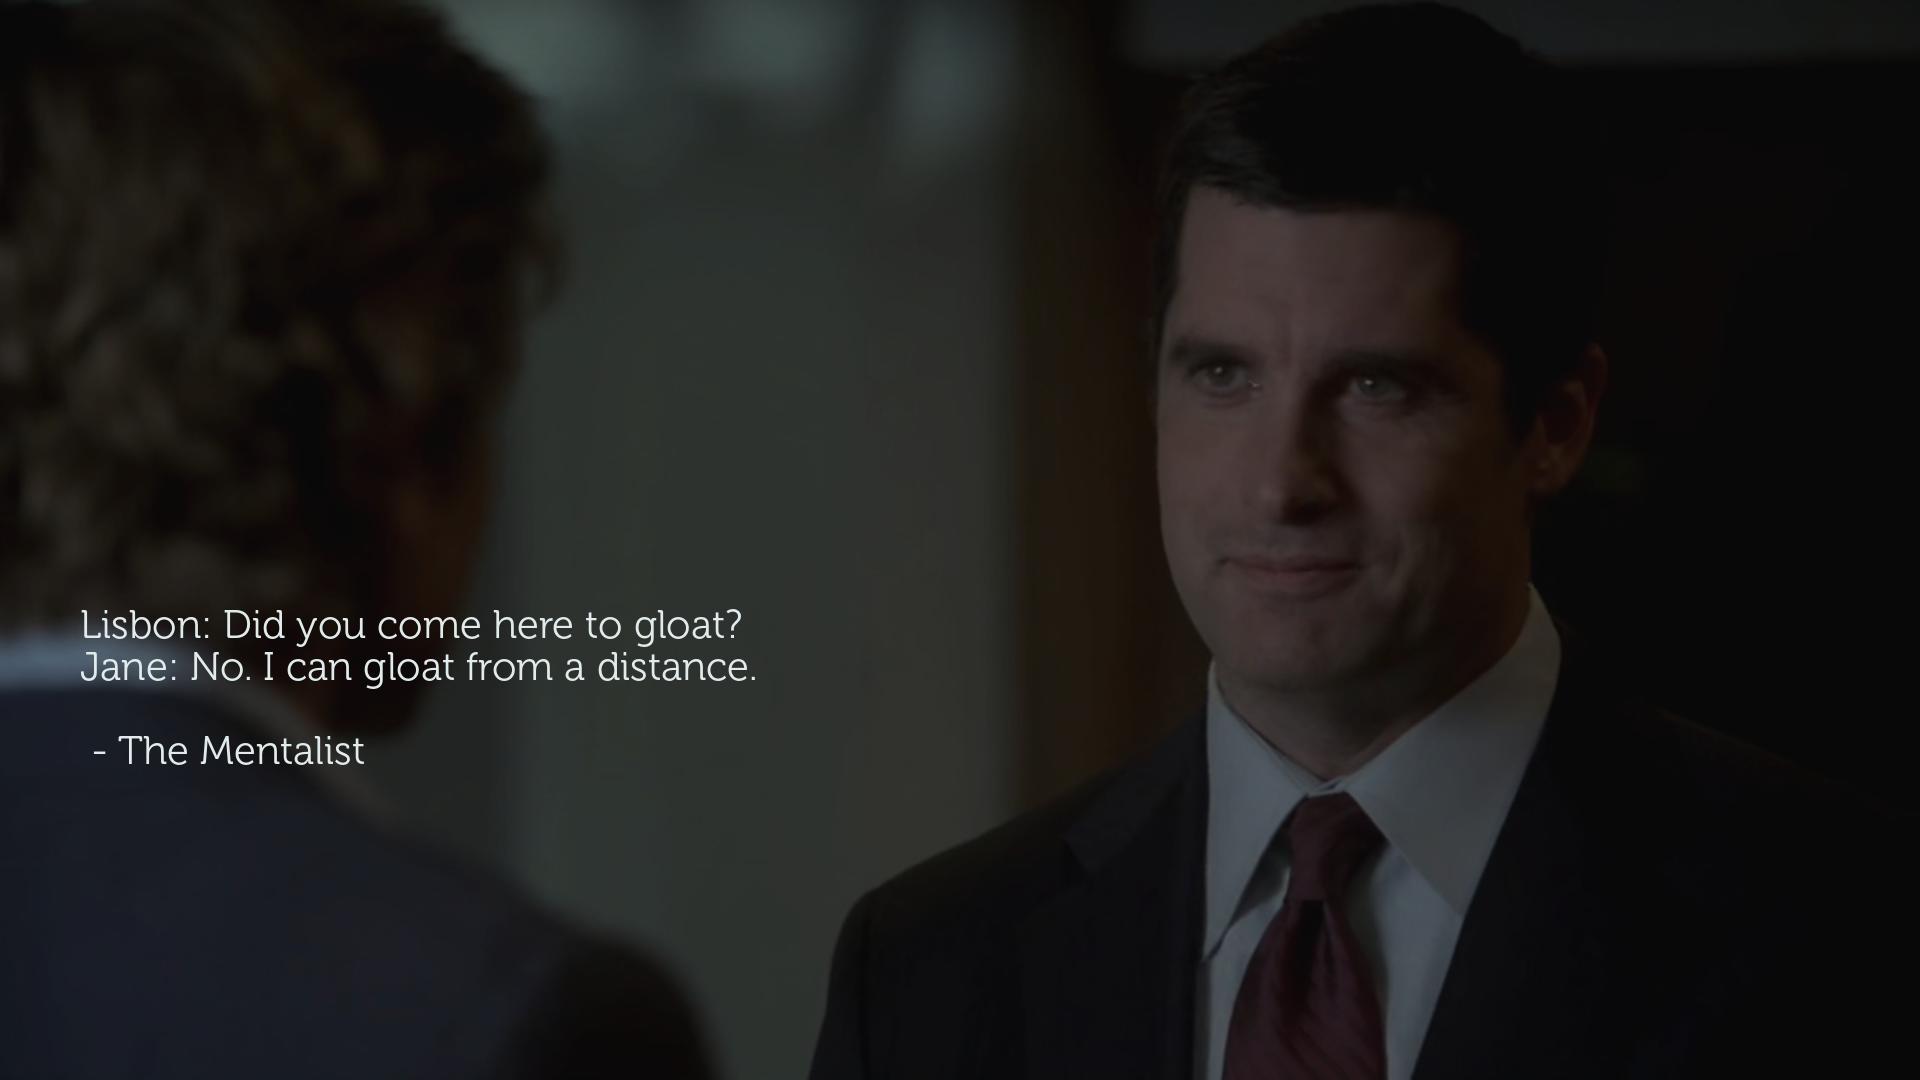 Lisbon: Did you come here to gloat?
Jane: No. I can gloat from a distance.
- The Mentalist